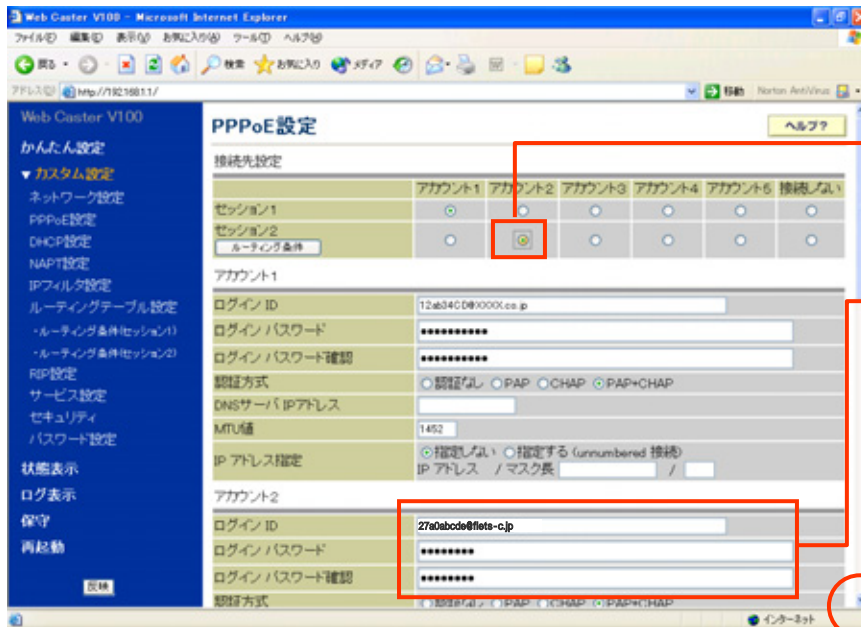 Web Caster V100 - Microsoft Internet Explorer
ファイル(F) 編集(E) 表示(V) お気に入り(A) ツール(T) ヘルプ(H)
戻る 検索 お気に入り メディア
アドレス(D) http://192.168.1.1/ 移動 Norton AntiVirus
Web Caster V100
かんたん設定
▼カスタム設定
ネットワーク設定
PPPoE設定
DHCP設定
NAPT設定
IPフィルタ設定
ルーティングテーブル設定
・ルーティング条件(セッション1)
・ルーティング条件(セッション2)
RIP設定
サービス設定
セキュリティ
パスワード設定
状態表示
ログ表示
保守
再起動
反映
PPPoE設定 ヘルプ?
接続先設定
アカウント1 アカウント2 アカウント3 アカウント4 アカウント5 接続しない
セッション1
セッション2
ルーティング条件
アカウント1
ログイン ID 12ab34CD@XXXX.co.jp
ログイン パスワード ●●●●●●●●●●
ログイン パスワード確認 ●●●●●●●●●●
認証方式 認証なし PAP CHAP PAP+CHAP
DNSサーバ IPアドレス
MTU値 1452
IP アドレス指定 指定しない 指定する (unnumbered 接続)
IP アドレス / マスク長 /
アカウント2
ログイン ID 27a0abcde@flets-c.jp
ログイン パスワード ●●●●●●●●
ログイン パスワード確認 ●●●●●●●●
認証方式 認証なし PAP CHAP PAP+CHAP
インターネット